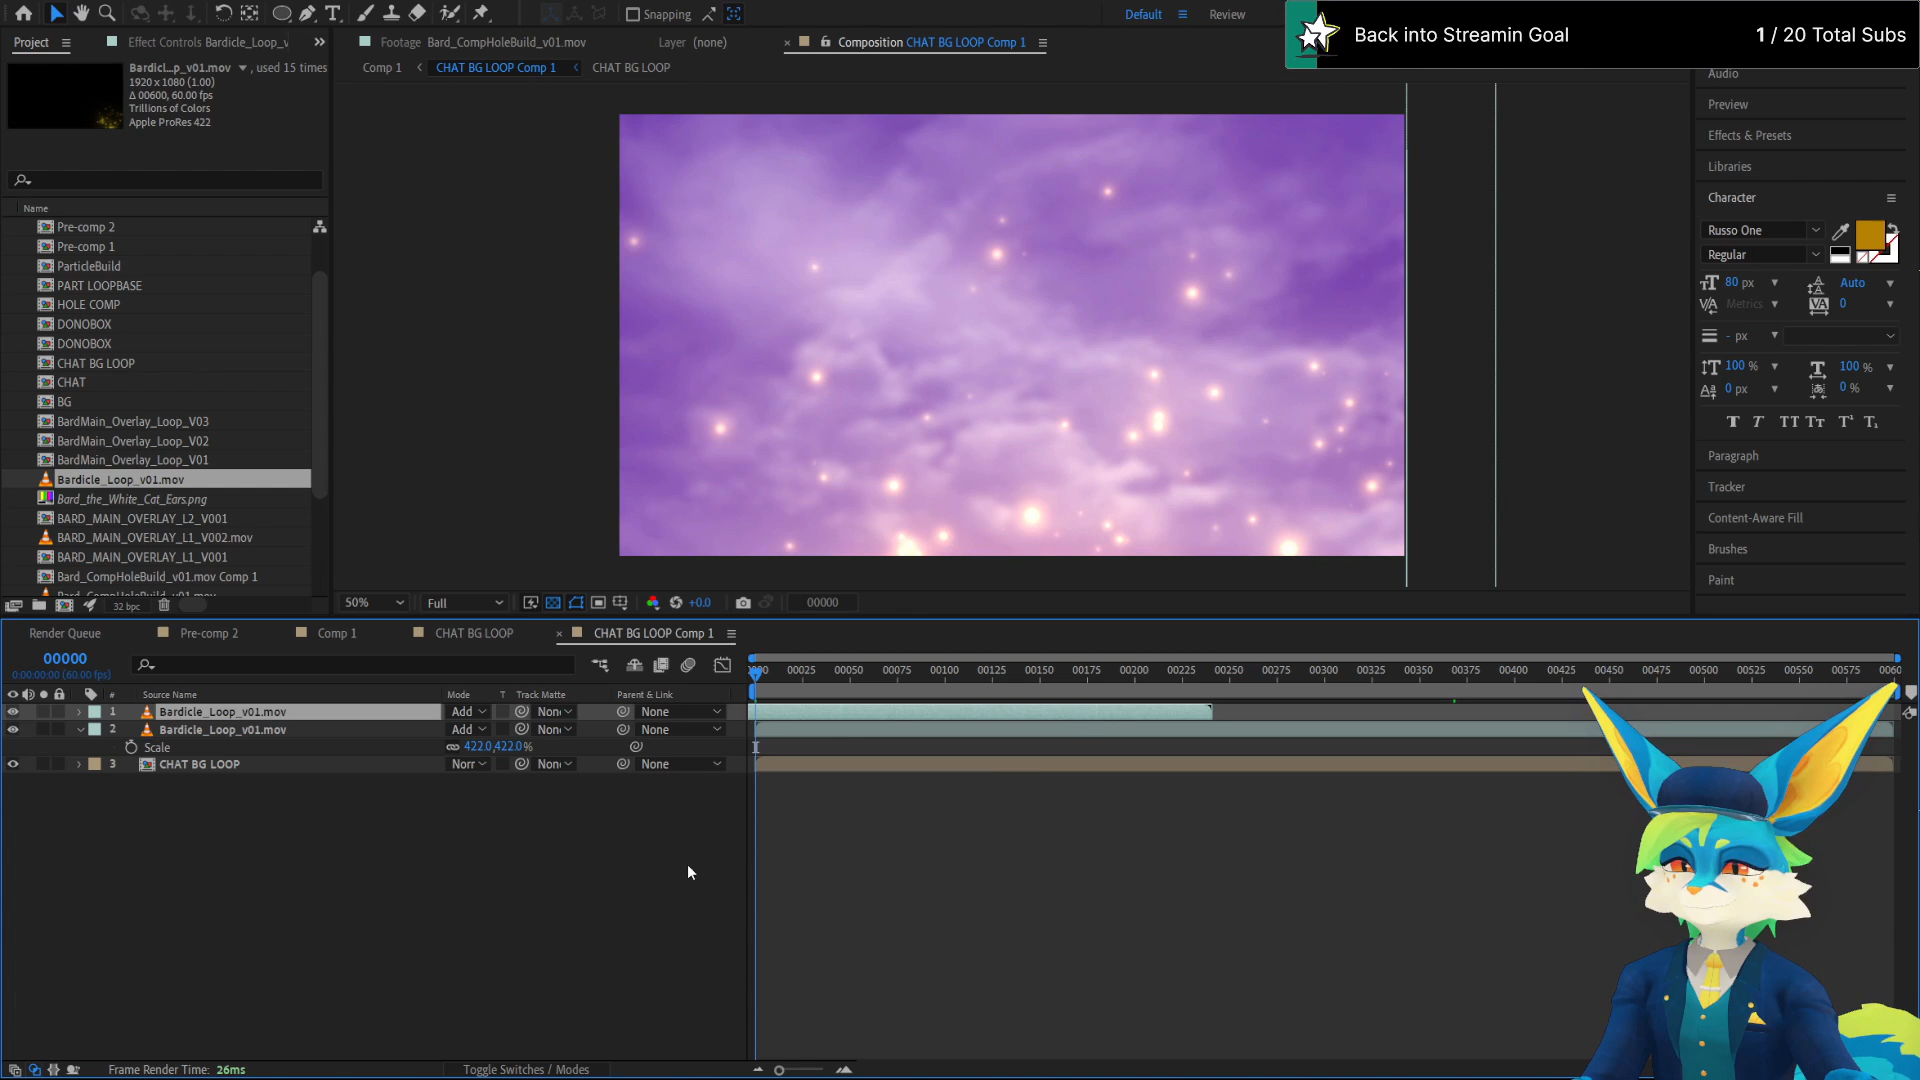 Snapping
Default
Review
Back into Streamin Goal
1 / 20 Total Subs
Project
Effect Controls Bardicle_Loop_v
Footage Bard_CompHoleBuild_v01.mov
Layer (none)
Composition CHAT BG LOOP Comp 1
Comp 1
CHAT BG LOOP Comp 1
CHAT BG LOOP
Bardicl...p_v01.mov
, used 15 times
1920 x 1080 (1.00)
Δ 00600, 60.00 fps
Trillions of Colors
Apple ProRes 422
Audio
Preview
Effects & Presets
Libraries
Character
Russo One
Regular
80 px
Auto
Metrics
0
- px
100 %
100 %
0 px
0 %
Paragraph
Tracker
Content-Aware Fill
Brushes
Paint
Name
Pre-comp 2
Pre-comp 1
ParticleBuild
PART LOOPBASE
HOLE COMP
DONOBOX
DONOBOX
CHAT BG LOOP
CHAT
BG
BardMain_Overlay_Loop_V03
BardMain_Overlay_Loop_V02
BardMain_Overlay_Loop_V01
Bardicle_Loop_v01.mov
Bard_the_White_Cat_Ears.png
BARD_MAIN_OVERLAY_L2_V001
BARD_MAIN_OVERLAY_L1_V002.mov
BARD_MAIN_OVERLAY_L1_V001
Bard_CompHoleBuild_v01.mov Comp 1
Bard_CompHoleBuild_v01.mov
32 bpc
50%
Full
+0.0
00000
Render Queue
Pre-comp 2
Comp 1
CHAT BG LOOP
CHAT BG LOOP Comp 1
00000
0:00:00:00 (60.00 fps)
00025 00050 00075 00100 00125 00150 00175 00200 00225 00250 00275 00300 00325 00350 00375 00400 00425 00450 00475 00500 00525 00550 00575
# Source Name Mode T Track Matte Parent & Link
1 Bardicle_Loop_v01.mov Add None
2 Bardicle_Loop_v01.mov Add None
Scale 422.0,422.0%
3 CHAT BG LOOP None
Frame Render Time: 26ms
Toggle Switches / Modes